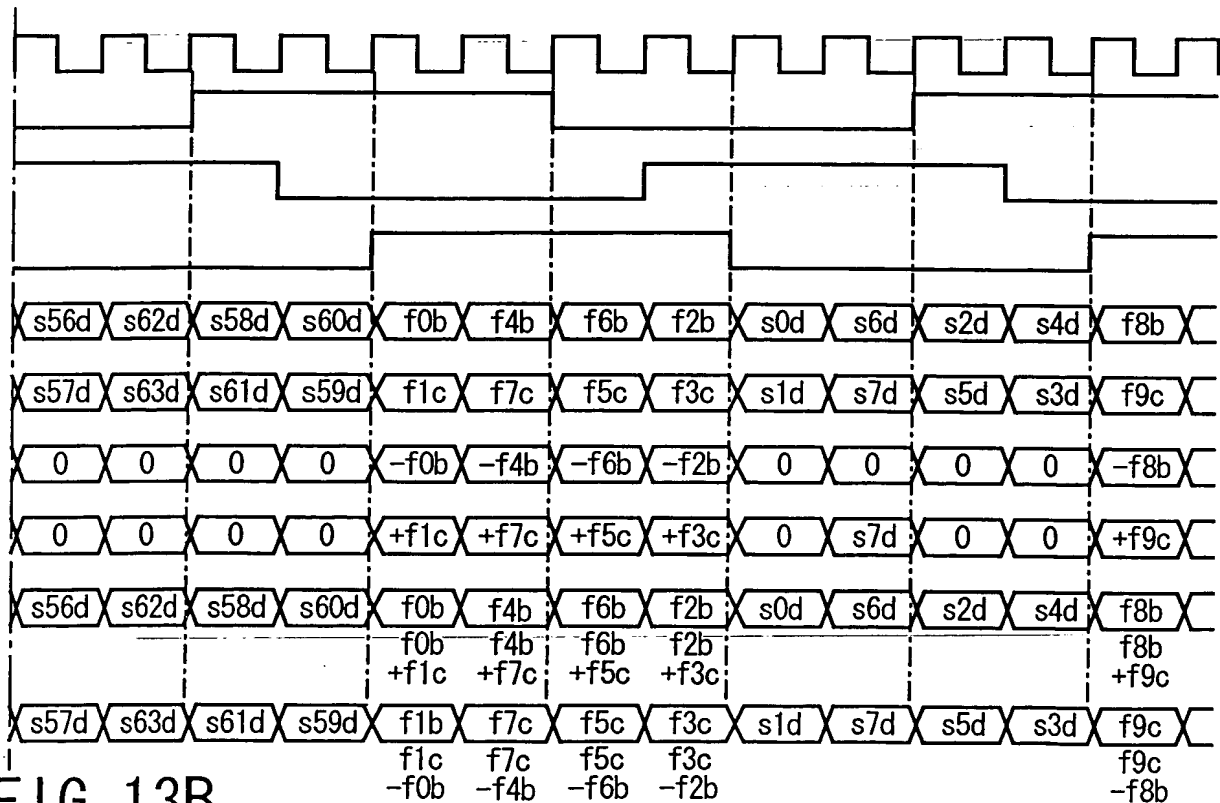 s56d s62d s58d s60d f0b f4b f6b f2b s0d s6d s2d s4d f8b
s57d s63d s61d s59d f1c f7c f5c f3c s1d s7d s5d s3d f9c
0 0 0 0 -f0b -f4b -f6b -f2b 0 0 0 0 -f8b
0 0 0 0 +f1c +f7c +f5c +f3c 0 s7d 0 0 +f9c
s56d s62d s58d s60d f0b f4b f6b f2b s0d s6d s2d s4d f8b
f0b f4b f6b f2b f8b
+f1c +f7c +f5c +f3c +f9c
s57d s63d s61d s59d f1b f7c f5c f3c s1d s7d s5d s3d f9c
f1c f7c f5c f3c f9c
-f0b -f4b -f6b -f2b -f8b
FIG. 13B